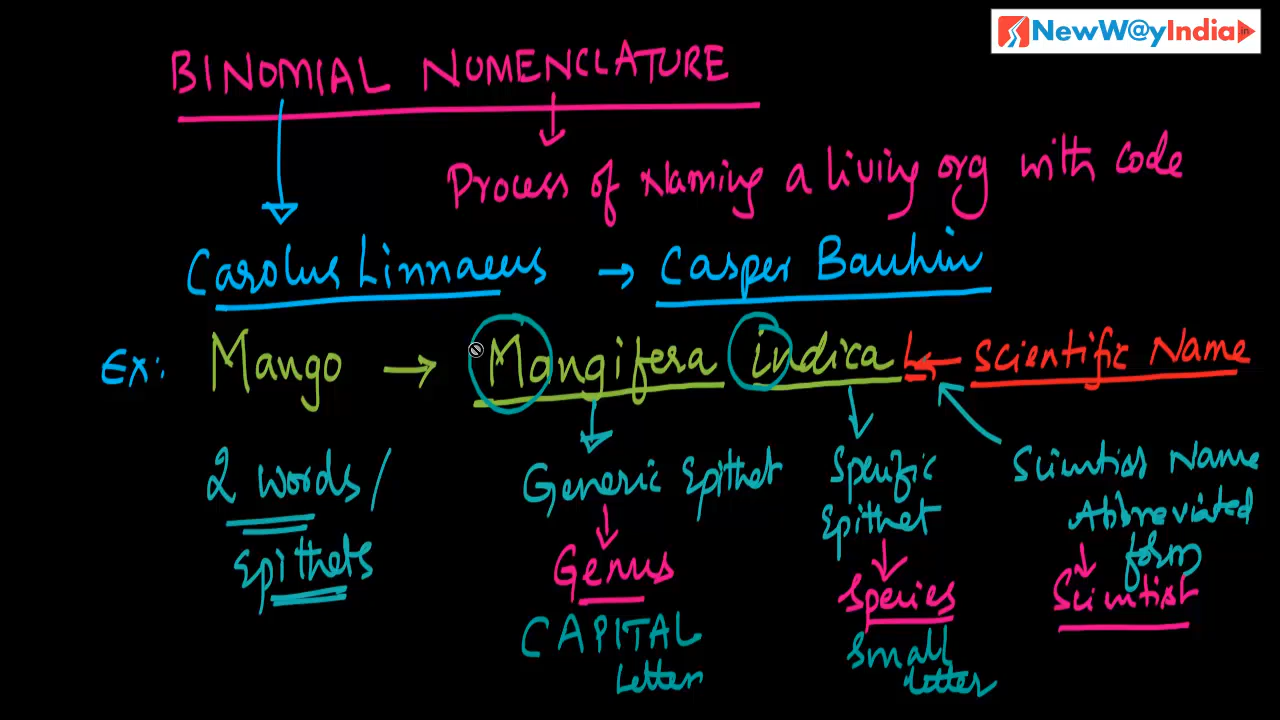 NewW@yIndia.in
BINOMIAL NOMENCLATURE
Process of Naming a living org with code
Carolus Linnaeus → Casper Bauhin
Ex: Mango → Mangifera indica L. ← Scientific Name
2 words/
Epithets
Generic Epithet
Genus
CAPITAL
letter
Specific
Epithet
Species
small
letter
Scientist Name
Abbreviated
form
Scientist